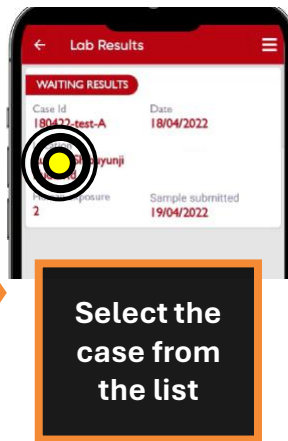 Lab Results
WAITING RESULTS
Case Id Date
180422-test-A 18/04/2022
exposure Sample submitted
2 19/04/2022
Select the
case from
the list